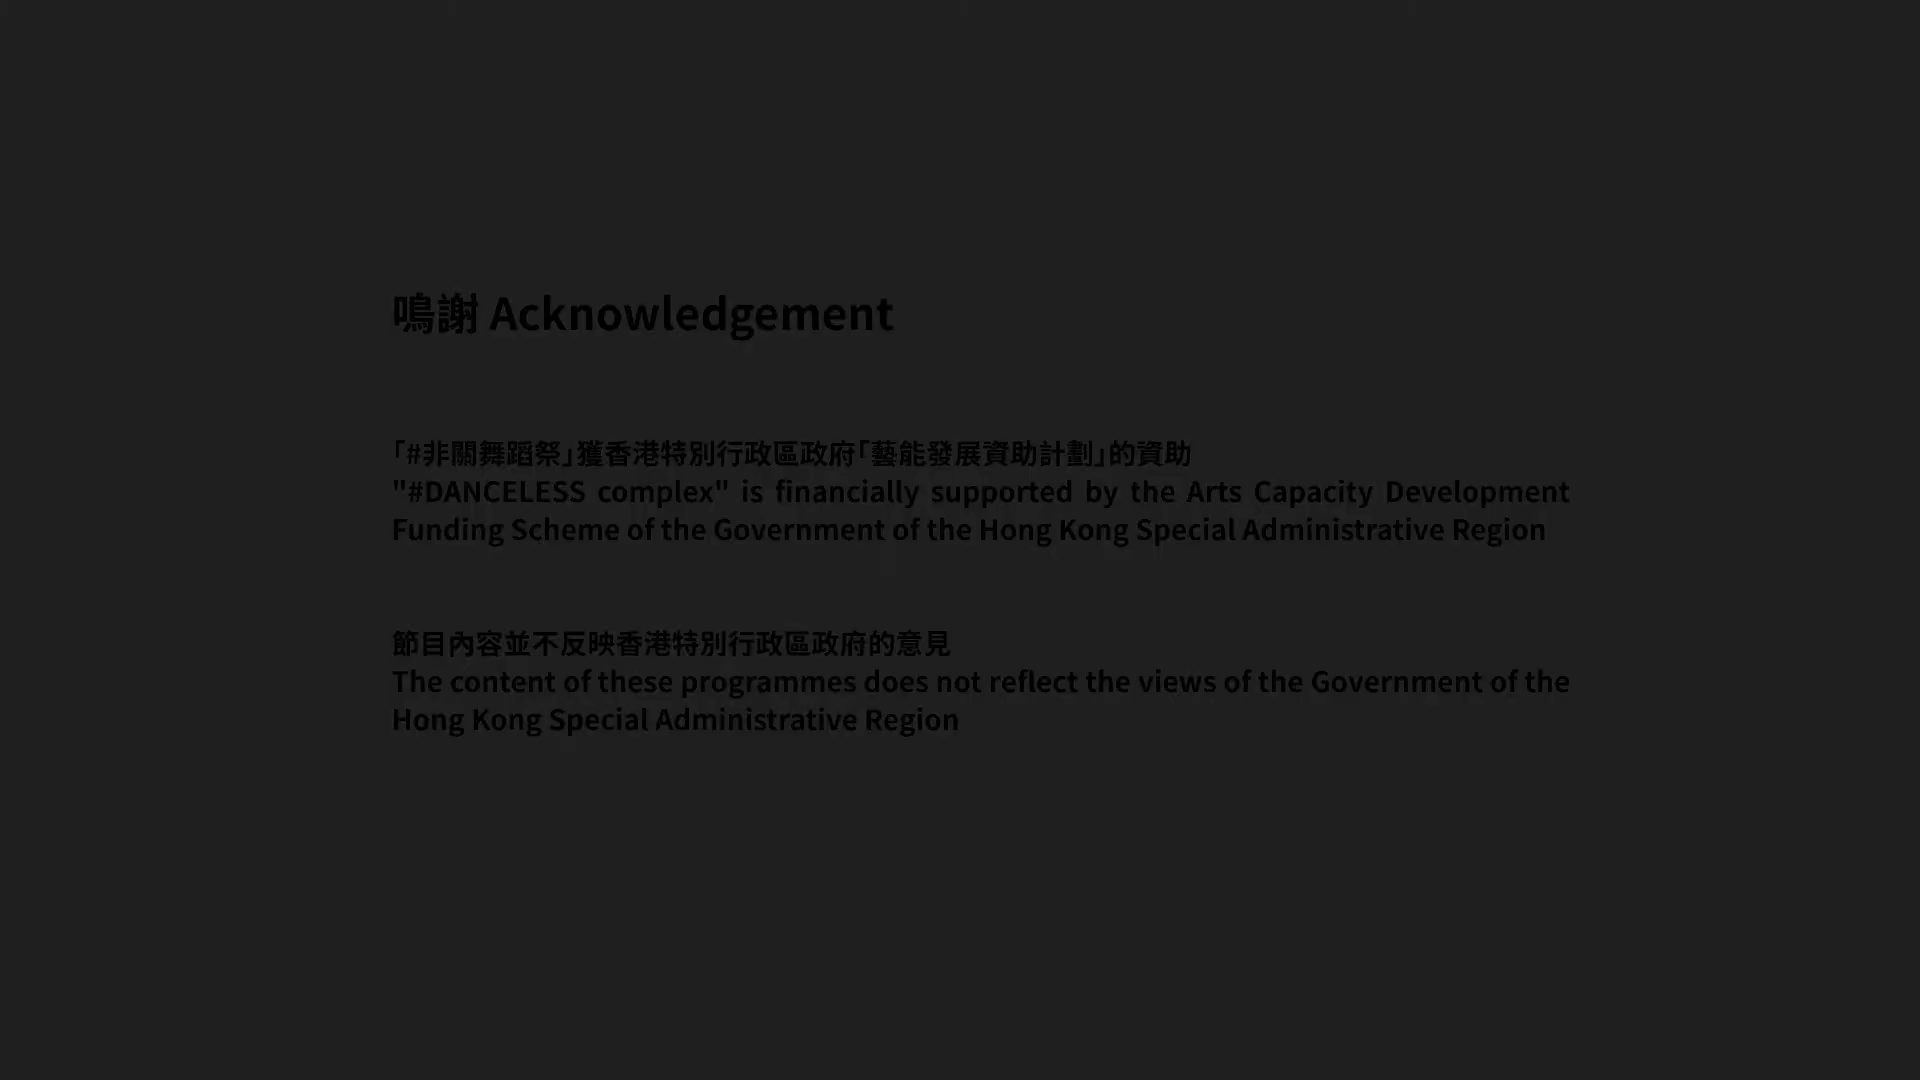 鳴謝 Acknowledgement
「#非關舞蹈祭」獲香港特別行政區政府「藝能發展資助計劃」的資助
"#DANCELESS complex" is financially supported by the Arts Capacity Development
Funding Scheme of the Government of the Hong Kong Special Administrative Region
節目內容並不反映香港特別行政區政府的意見
The content of these programmes does not reflect the views of the Government of the
Hong Kong Special Administrative Region